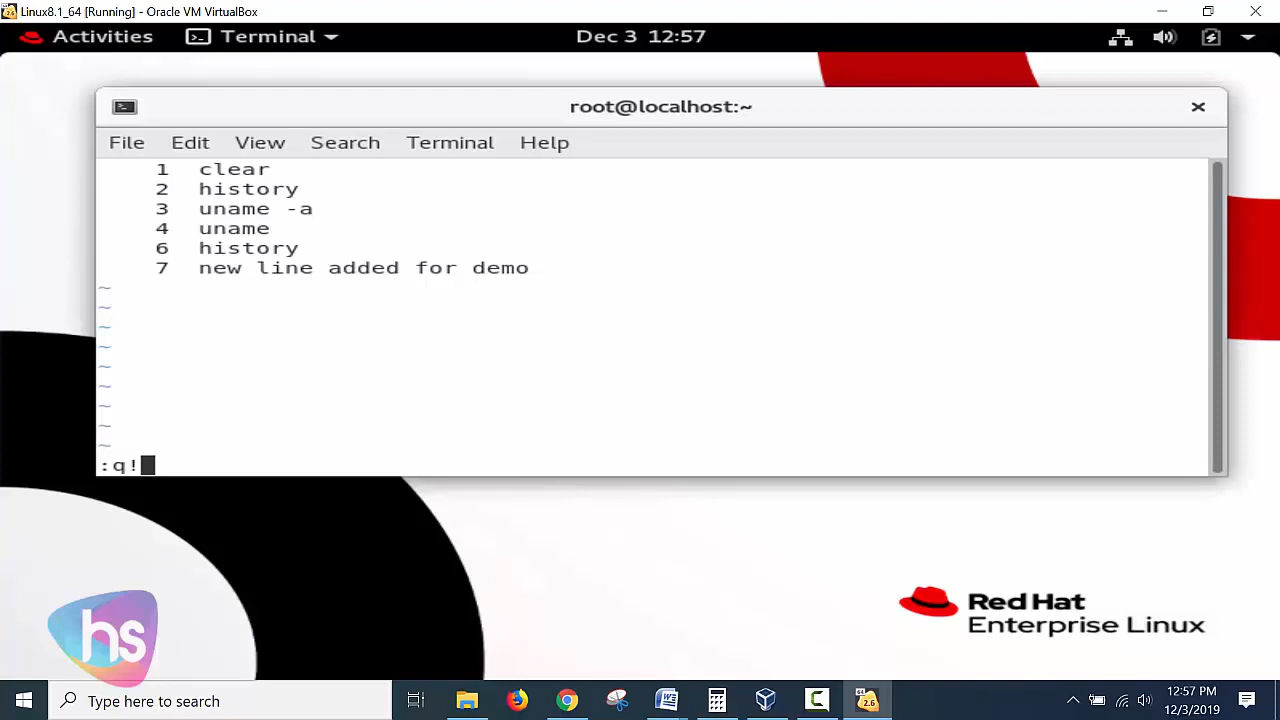 Linux8.1_64 [Running] - Oracle VM VirtualBox
Activities Terminal Dec 3 12:57
root@localhost:~
File Edit View Search Terminal Help
1 clear
2 history
3 uname -a
4 uname
6 history
7 new line added for demo
~
~
~
~
~
~
~
~
~
:q!
Red Hat
Enterprise Linux
hs
Type here to search
2.6
12:57 PM
12/3/2019